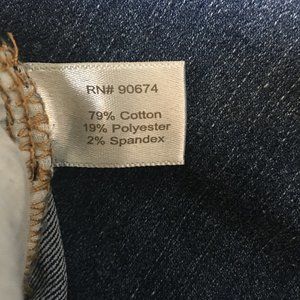 RN# 90674
79% Cotton
19% Polyester
2% Spandex